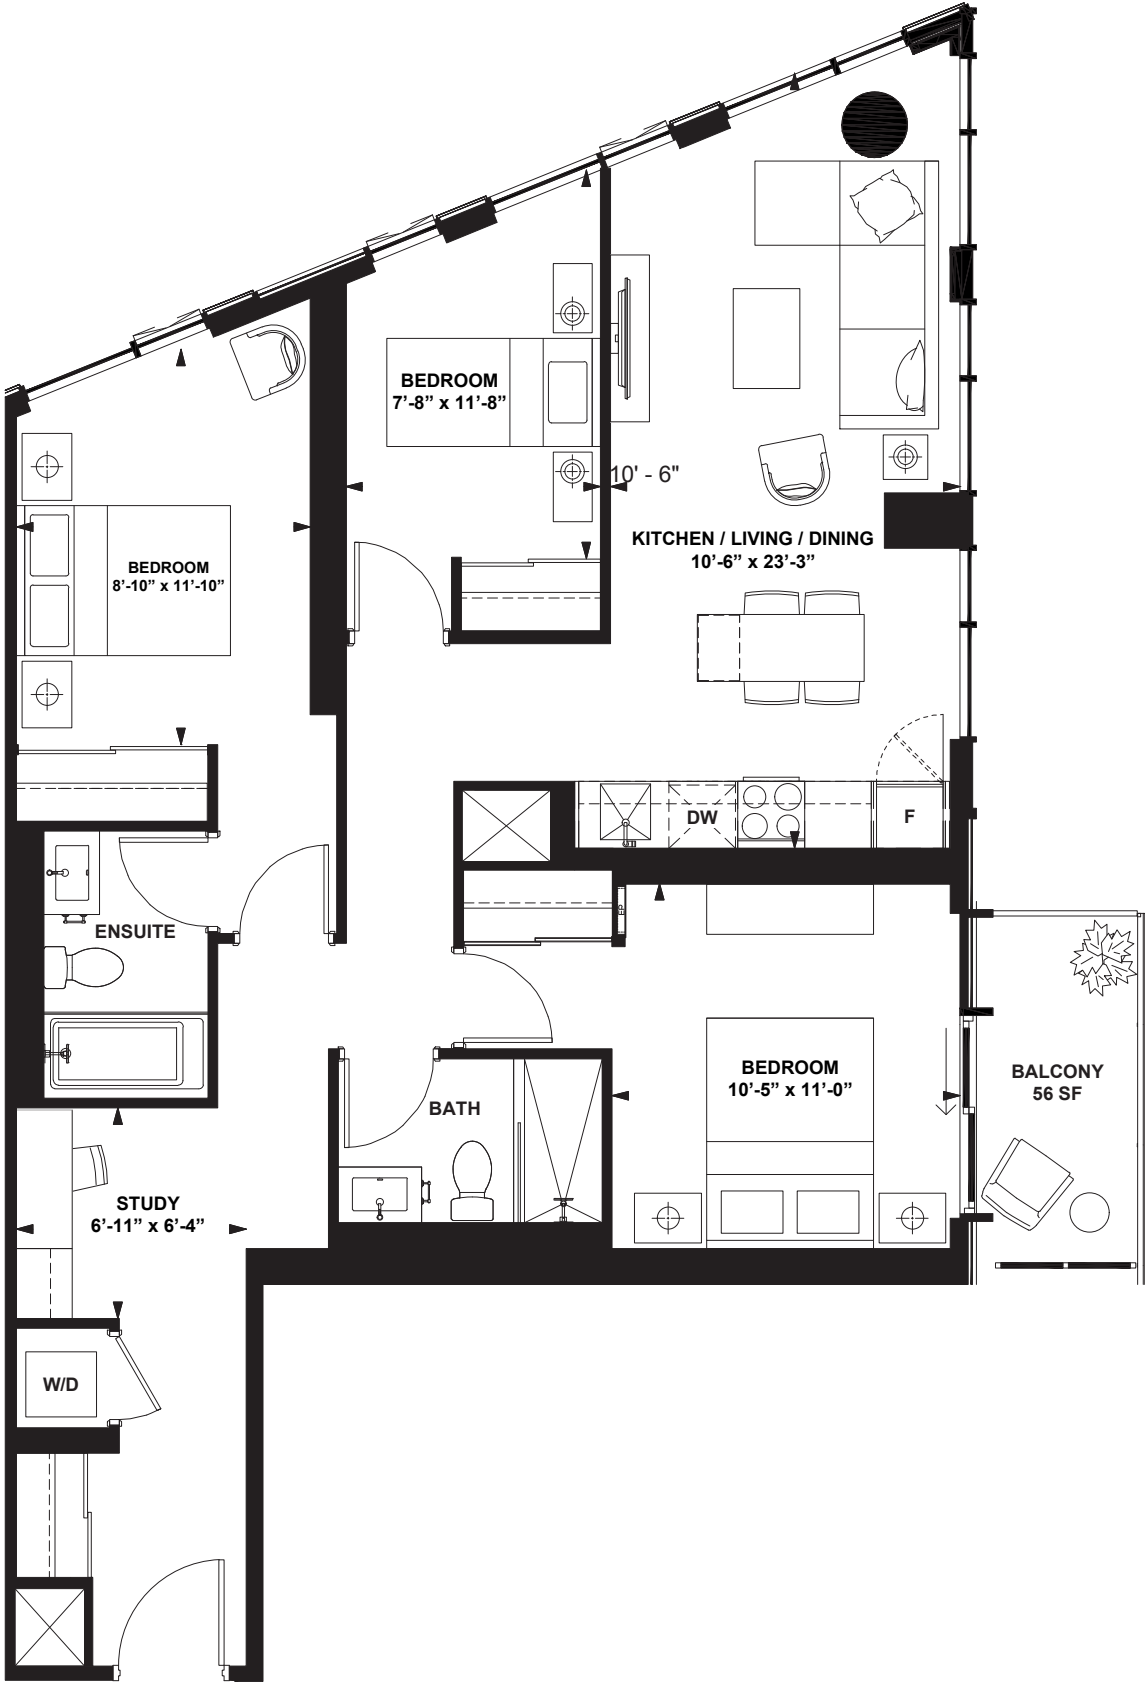 BEDROOM
7’-8” x 11’-8”
10' - 6"
KITCHEN / LIVING / DINING
10’-6” x 23’-3”
BEDROOM
8’-10” x 11’-10”
DW
F
EP
ENSUITE
BEDROOM
10’-5” x 11’-0”
BALCONY
56 SF
BATH
STUDY
6’-11” x 6’-4”
W/D